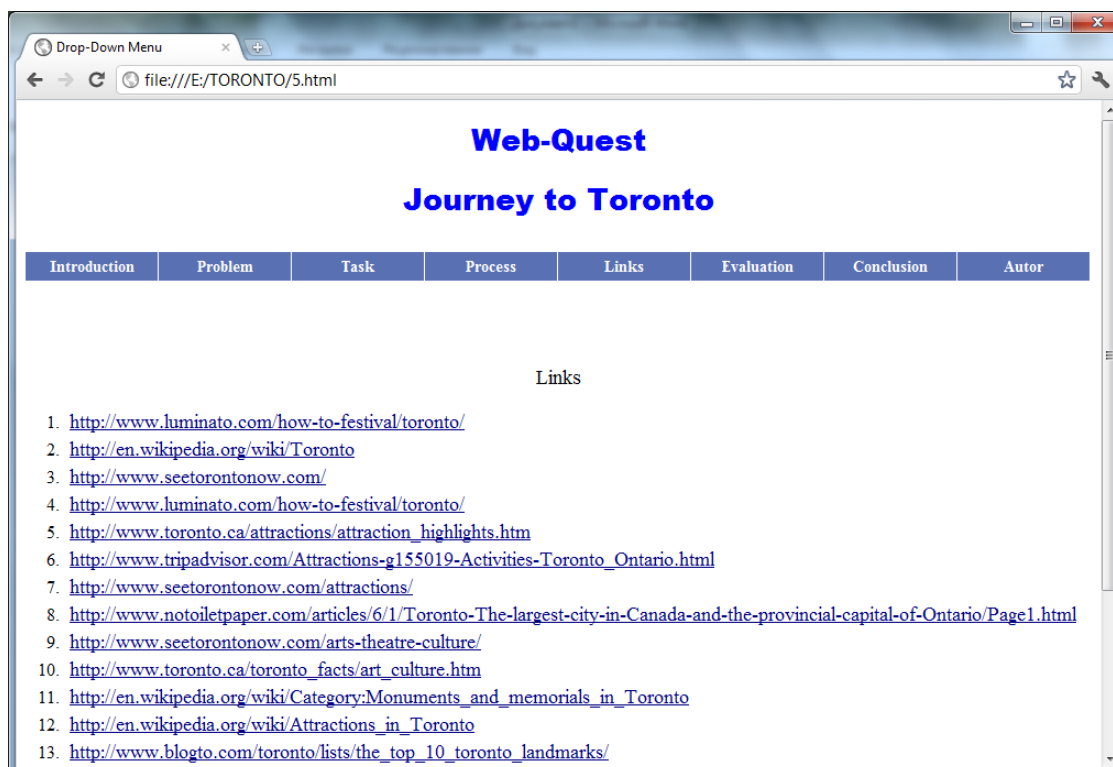 Drop-Down Menu
file:///E:/TORONTO/5.html
Web-Quest
Journey to Toronto
Introduction Problem Task Process Links Evaluation Conclusion Autor
Links
1. http://www.luminato.com/how-to-festival/toronto/
2. http://en.wikipedia.org/wiki/Toronto
3. http://www.seetorontonow.com/
4. http://www.luminato.com/how-to-festival/toronto/
5. http://www.toronto.ca/attractions/attraction_highlights.htm
6. http://www.tripadvisor.com/Attractions-g155019-Activities-Toronto_Ontario.html
7. http://www.seetorontonow.com/attractions/
8. http://www.notoiletpaper.com/articles/6/1/Toronto-The-largest-city-in-Canada-and-the-provincial-capital-of-Ontario/Page1.html
9. http://www.seetorontonow.com/arts-theatre-culture/
10. http://www.toronto.ca/toronto_facts/art_culture.htm
11. http://en.wikipedia.org/wiki/Category:Monuments_and_memorials_in_Toronto
12. http://en.wikipedia.org/wiki/Attractions_in_Toronto
13. http://www.blogto.com/toronto/lists/the_top_10_toronto_landmarks/